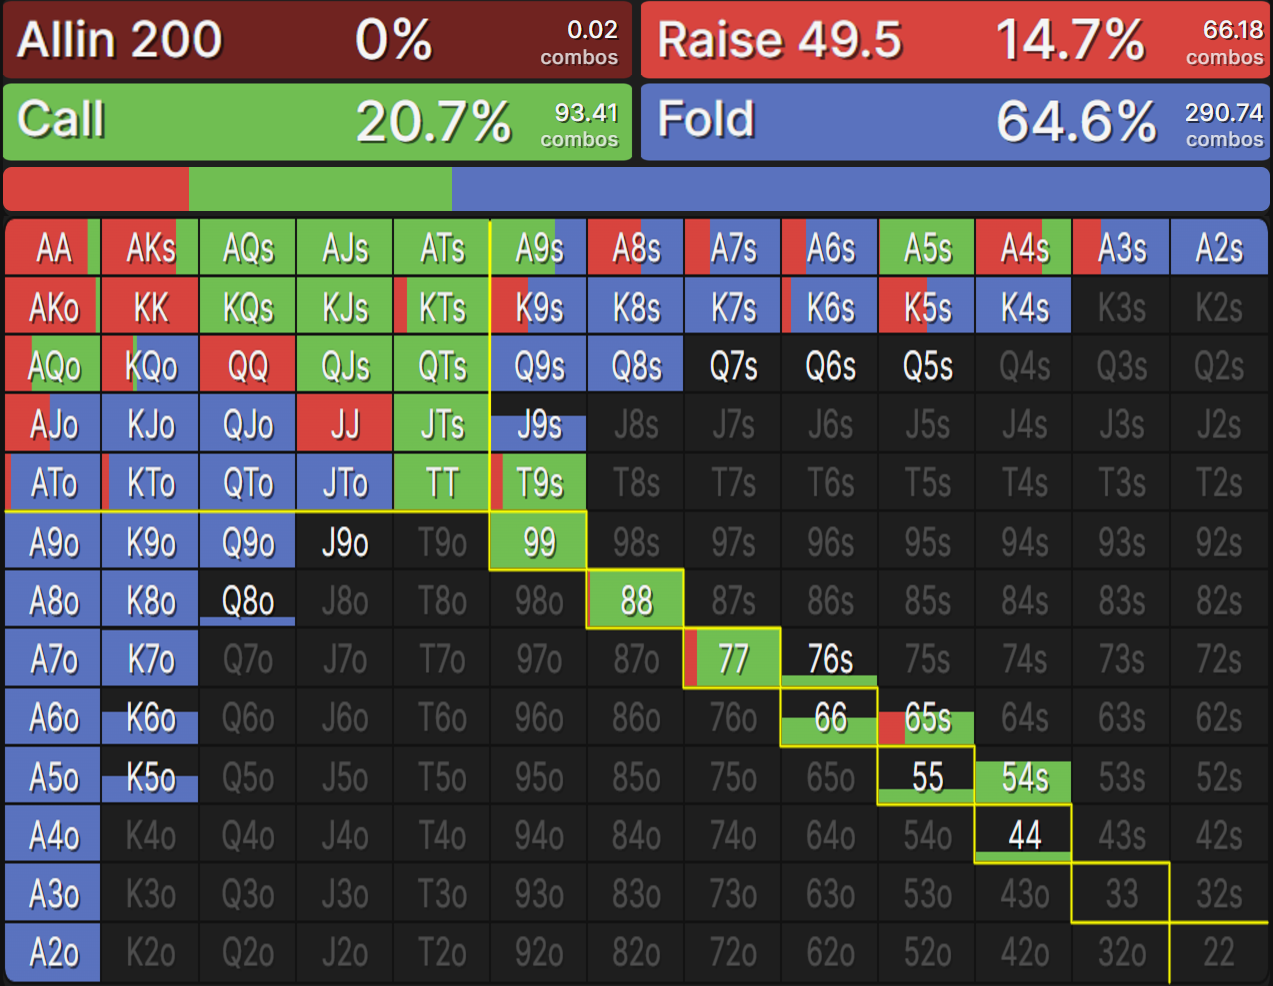 Allin 200 0% 0.02 combos
Raise 49.5 14.7% 66.18 combos
Call 20.7% 93.41 combos
Fold 64.6% 290.74 combos
AA AKs AQs AJs ATs A9s A8s A7s A6s A5s A4s A3s A2s
AKo KK KQs KJs KTs K9s K8s K7s K6s K5s K4s K3s K2s
AQo KQo QQ QJs QTs Q9s Q8s Q7s Q6s Q5s Q4s Q3s Q2s
AJo KJo QJo JJ JTs J9s J8s J7s J6s J5s J4s J3s J2s
ATo KTo QTo JTo TT T9s T8s T7s T6s T5s T4s T3s T2s
A9o K9o Q9o J9o T9o 99 98s 97s 96s 95s 94s 93s 92s
A8o K8o Q8o J8o T8o 98o 88 87s 86s 85s 84s 83s 82s
A7o K7o Q7o J7o T7o 97o 87o 77 76s 75s 74s 73s 72s
A6o K6o Q6o J6o T6o 96o 86o 76o 66 65s 64s 63s 62s
A5o K5o Q5o J5o T5o 95o 85o 75o 65o 55 54s 53s 52s
A4o K4o Q4o J4o T4o 94o 84o 74o 64o 54o 44 43s 42s
A3o K3o Q3o J3o T3o 93o 83o 73o 63o 53o 43o 33 32s
A2o K2o Q2o J2o T2o 92o 82o 72o 62o 52o 42o 32o 22